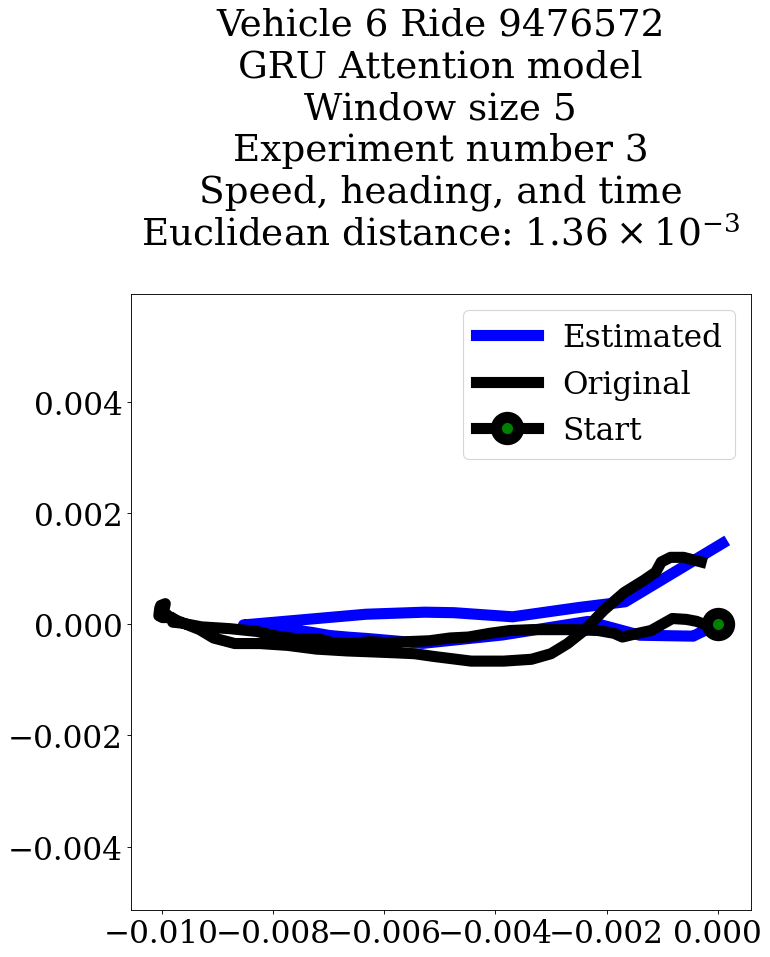 Vehicle 6 Ride 9476572
GRU Attention model
Window size 5
Experiment number 3
Speed, heading, and time
Euclidean distance: 1.36 × 10⁻³
Estimated
Original
Start
0.004
0.002
0.000
−0.002
−0.004
−0.010 −0.008 −0.006 −0.004 −0.002 0.000